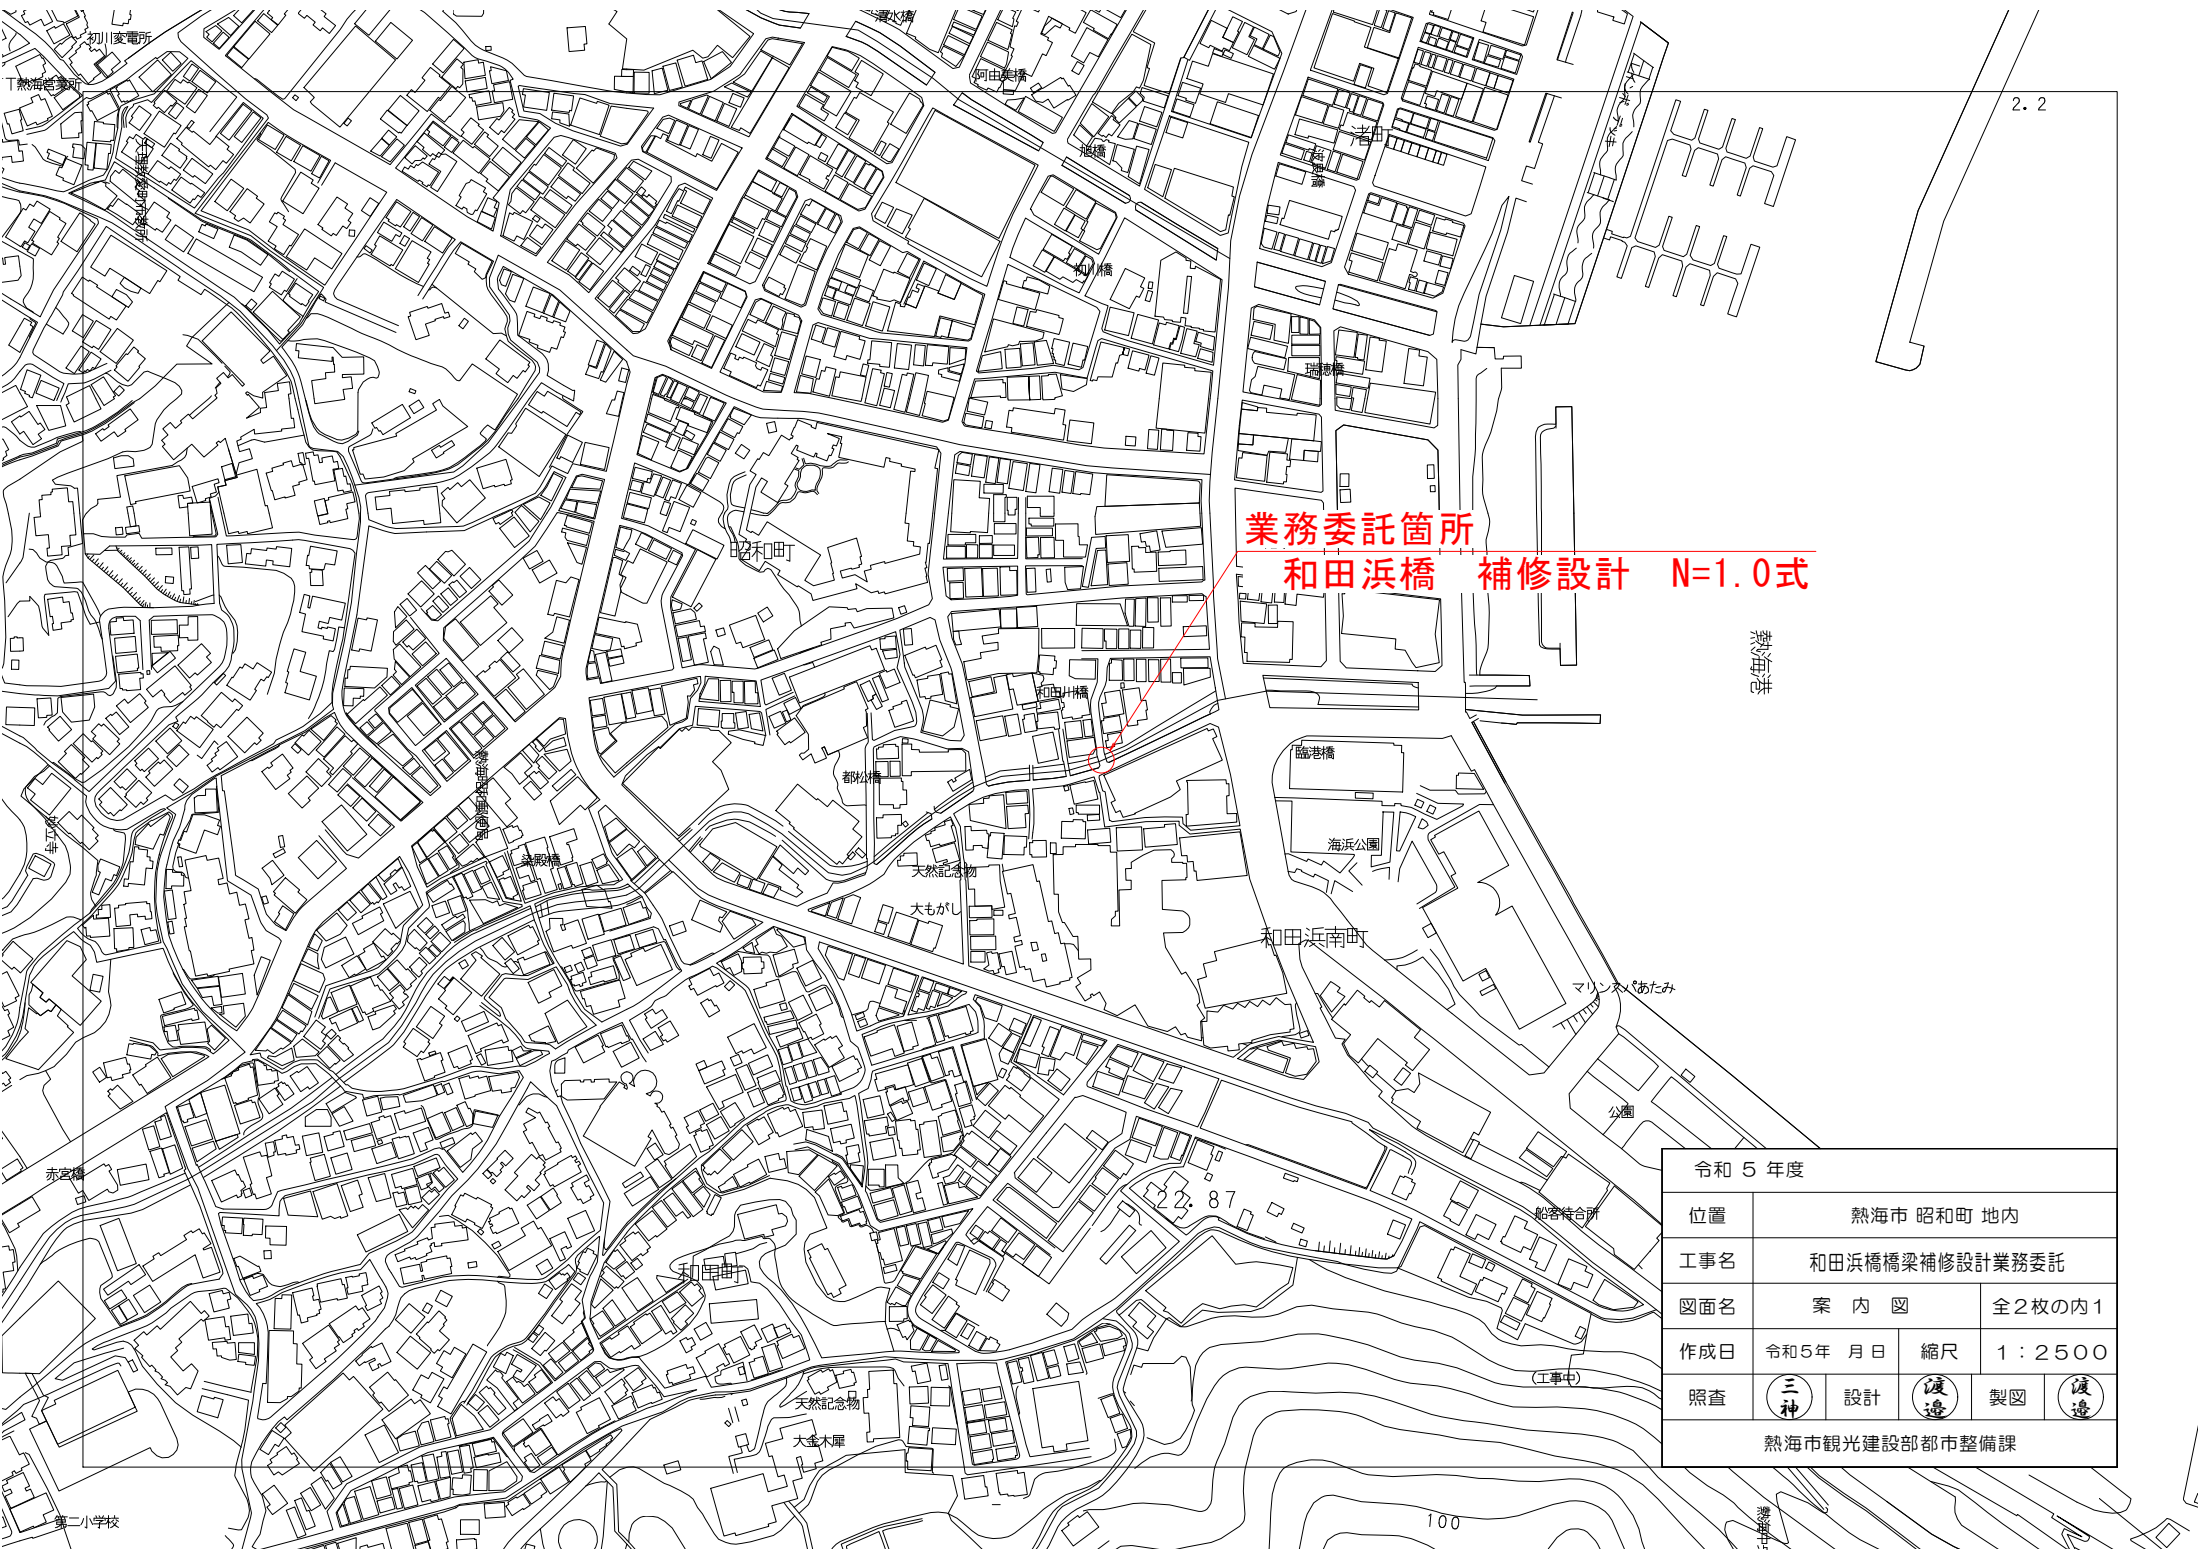 清水橋
初川変電所
阿由美橋
T熱海営業所
2.2
渚町
旭橋
渡良橋
初川橋
瑞穂橋
業務委託箇所
和田浜橋　補修設計　N=1.0式
昭和町
熱海港
和田川橋
臨港橋
都松橋
海浜公園
染殿橋
天然記念物
大もがし
和田浜南町
マリンスパあたみ
公園
赤宮橋
22.87
船客待合所
和田町
(工事中)
天然記念物
大金木犀
100
第二小学校
令和 5 年度
位置　熱海市 昭和町 地内
工事名　和田浜橋橋梁補修設計業務委託
図面名　案 内 図　全2枚の内1
作成日　令和5年　月 日　縮尺　1：2500
照査　三神　設計　渡邉　製図　渡邉
熱海市観光建設部都市整備課